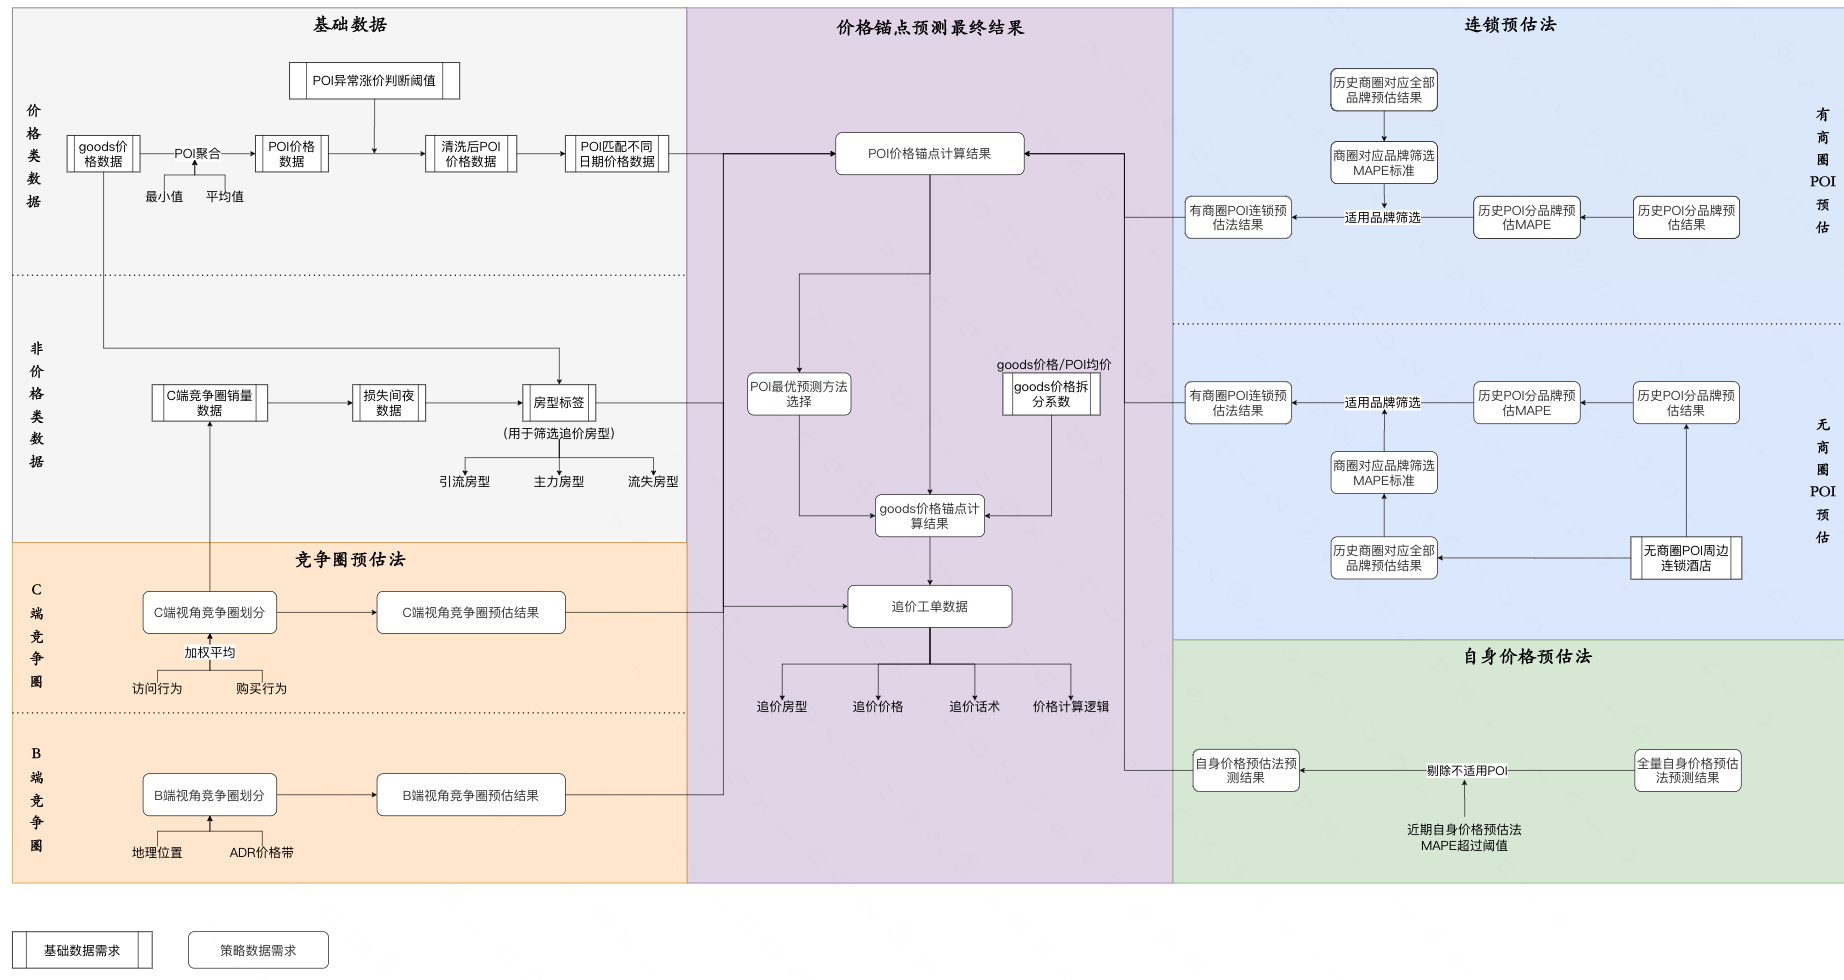 基础数据
价格类数据
POI异常涨价判断阈值
goods价
格数据
POI聚合
最小值
平均值
POI价格
数据
清洗后POI
价格数据
POI匹配不同
日期价格数据
非价格类数据
C端竞争圈销量
数据
损失间夜
数据
房型标签
(用于筛选追价房型)
引流房型
主力房型
流失房型
竞争圈预估法
C端竞争圈
C端视角竞争圈划分
C端视角竞争圈预估结果
加权平均
访问行为
购买行为
B端竞争圈
B端视角竞争圈划分
B端视角竞争圈预估结果
地理位置
ADR价格带
价格锚点预测最终结果
POI价格锚点计算结果
POI最优预测方法
选择
goods价格/POI均价
goods价格拆
分系数
goods价格锚点计
算结果
追价工单数据
追价房型
追价价格
追价话术
价格计算逻辑
连锁预估法
有商圈POI预估
历史商圈对应全部
品牌预估结果
商圈对应品牌筛选
MAPE标准
有商圈POI连锁预
估法结果
适用品牌筛选
历史POI分品牌预
估MAPE
历史POI分品牌预
估结果
无商圈POI预估
有商圈POI连锁预
估法结果
适用品牌筛选
历史POI分品牌预
估MAPE
历史POI分品牌预
估结果
商圈对应品牌筛选
MAPE标准
历史商圈对应全部
品牌预估结果
无商圈POI周边
连锁酒店
自身价格预估法
自身价格预估法预
测结果
剔除不适用POI
全量自身价格预估
法预测结果
近期自身价格预估法
MAPE超过阈值
基础数据需求
策略数据需求